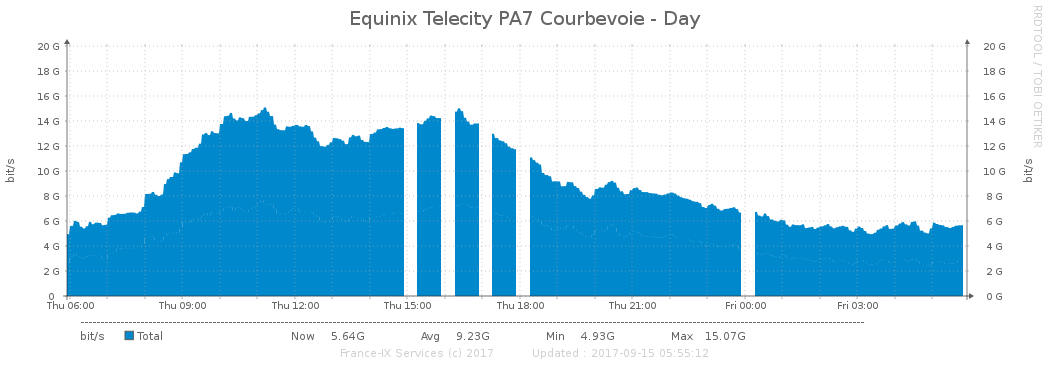 Equinix Telecity PA7 Courbevoie - Day
RRDTOOL / TOBI OETIKER
bit/s
20 G 20 G
18 G 18 G
16 G 16 G
14 G 14 G
12 G 12 G
10 G 10 G
8 G 8 G
6 G 6 G
4 G 4 G
2 G 2 G
0 0 G
bit/s
Thu 06:00 Thu 09:00 Thu 12:00 Thu 15:00 Thu 18:00 Thu 21:00 Fri 00:00 Fri 03:00
bit/s Total Now 5.64G Avg 9.23G Min 4.93G Max 15.07G
France-IX Services (c) 2017 Updated : 2017-09-15 05:55:12